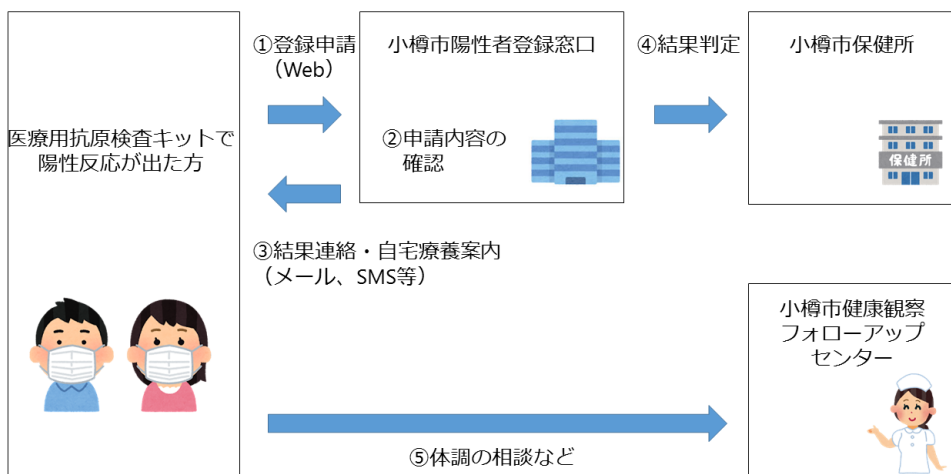 医療用抗原検査キットで
陽性反応が出た方
①登録申請
（Web）
小樽市陽性者登録窓口
②申請内容の
確認
③結果連絡・自宅療養案内
（メール、SMS等）
④結果判定
小樽市保健所
保健所
小樽市健康観察
フォローアップ
センター
⑤体調の相談など